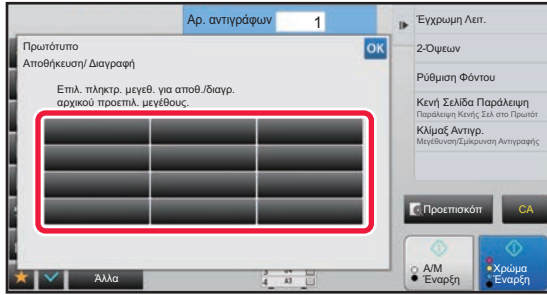 Αρ. αντιγράφων 1
Πρωτότυπο
OK
Αποθήκευση/ Διαγραφή
Επιλ. πληκτρ. μεγεθ. για αποθ./διαγρ.
αρχικού προεπιλ. μεγέθους.
Έγχρωμη Λειτ.
2-Όψεων
Ρύθμιση Φόντου
Κενή Σελίδα Παράλειψη
Παράλειψη Κενής Σελ στο Πρωτότ
Κλίμαξ Αντιγρ.
Μεγέθυνση/Σμίκρυνση Αντιγραφής
Προεπισκόπ
CA
Α/Μ
Έναρξη
Χρώμα
Έναρξη
Άλλα
4 A3